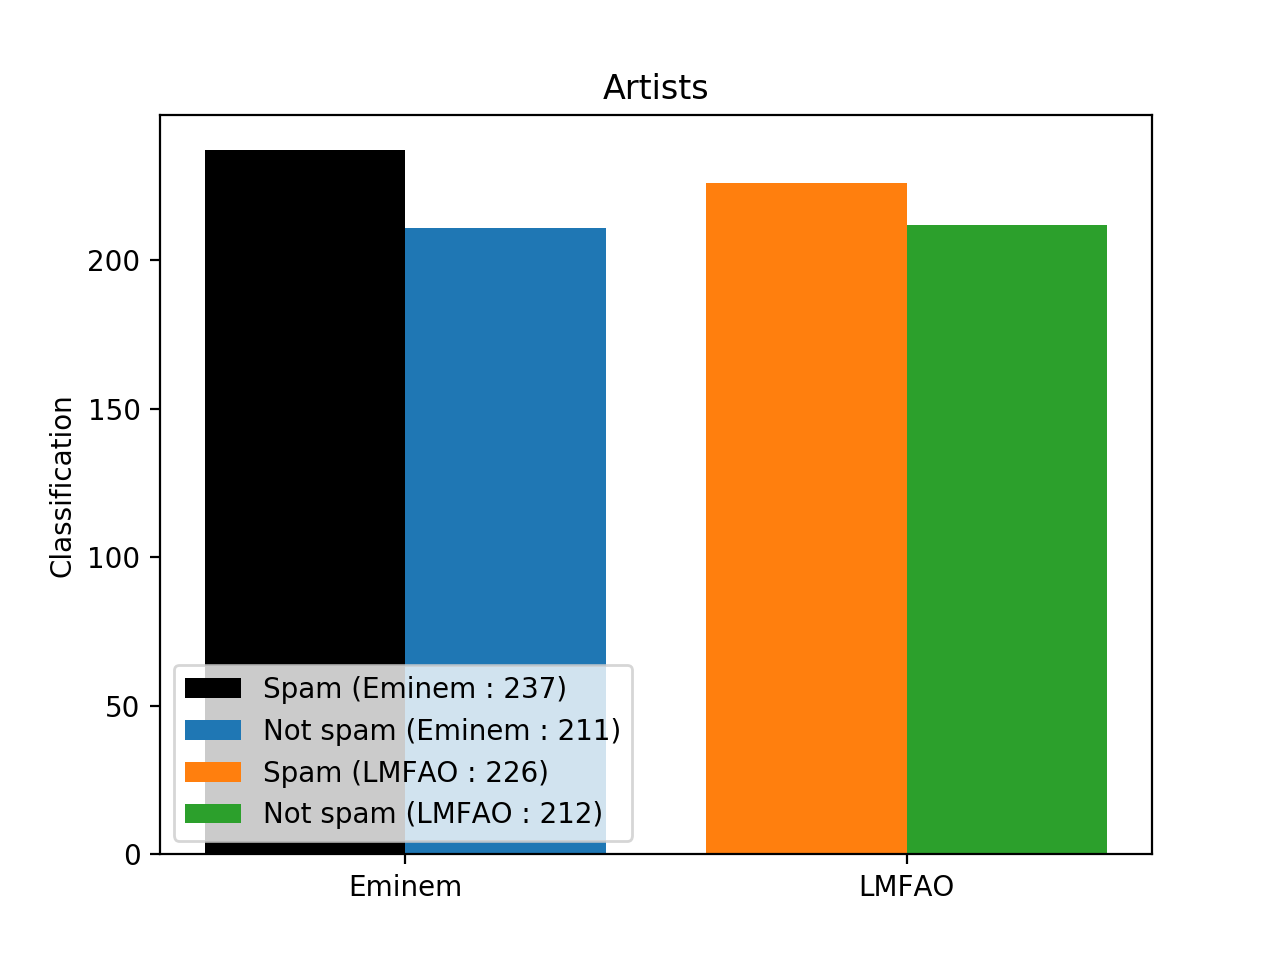 Artists
Classification
200
150
100
50
0
Spam (Eminem : 237)
Not spam (Eminem : 211)
Spam (LMFAO : 226)
Not spam (LMFAO : 212)
Eminem
LMFAO